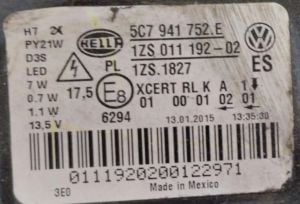 H7 2X
PY21W
D3S
LED
7 W
0.7 W
1.1 W
13,5 V
HELLA
PL
17,5
E8
6294
5C7 941 752.E
1ZS 011 192-02
1ZS.1827
ES
XCERT RL K A 1
01 00 01 02 01
13.01.2015 13:35:30
0111920200122971
3E0 Made in Mexico